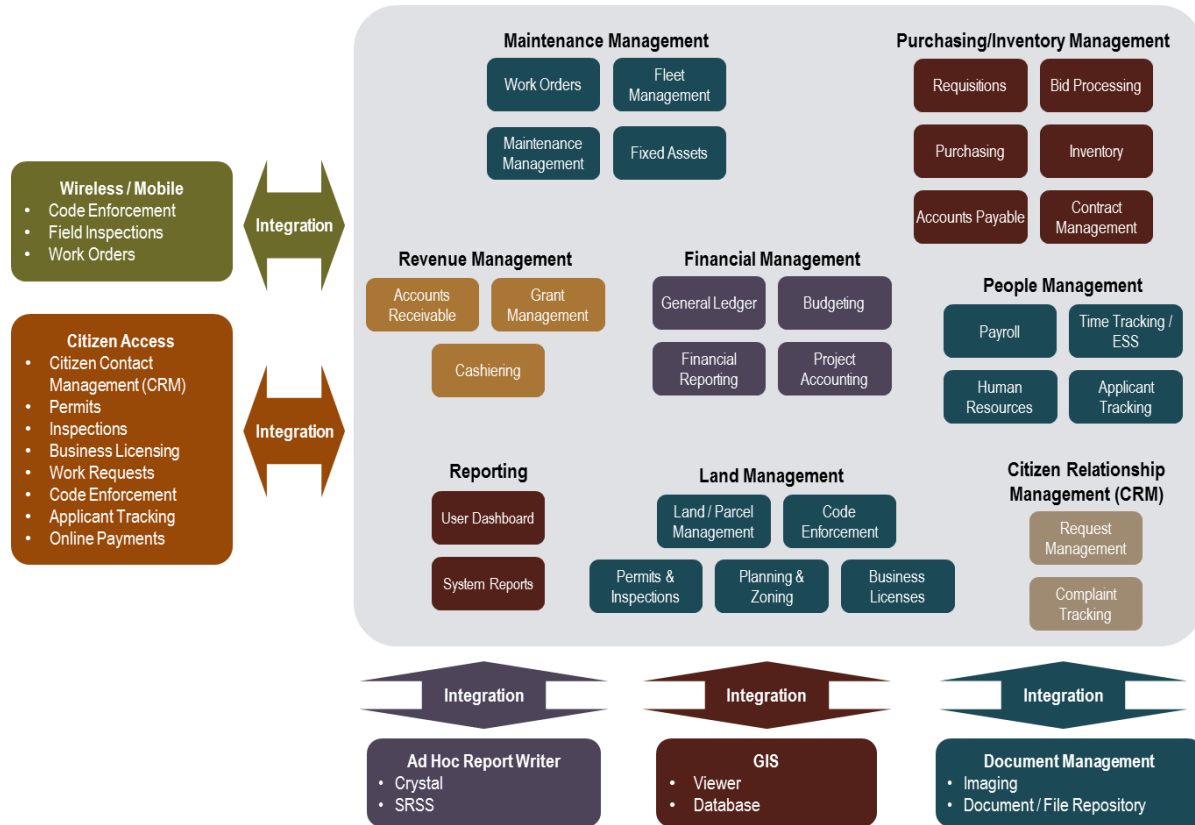 Maintenance Management
Work Orders
Fleet
Management
Maintenance
Management
Fixed Assets
Purchasing/Inventory Management
Requisitions
Bid Processing
Purchasing
Inventory
Accounts Payable
Contract
Management
Wireless / Mobile
• Code Enforcement
• Field Inspections
• Work Orders
Integration
Citizen Access
• Citizen Contact
Management (CRM)
• Permits
• Inspections
• Business Licensing
• Work Requests
• Code Enforcement
• Applicant Tracking
• Online Payments
Integration
Revenue Management
Accounts
Receivable
Grant
Management
Cashiering
Financial Management
General Ledger
Budgeting
Financial
Reporting
Project
Accounting
People Management
Payroll
Time Tracking /
ESS
Human
Resources
Applicant
Tracking
Reporting
User Dashboard
System Reports
Land Management
Land / Parcel
Management
Code
Enforcement
Permits &
Inspections
Planning &
Zoning
Business
Licenses
Citizen Relationship
Management (CRM)
Request
Management
Complaint
Tracking
Integration
Integration
Integration
Ad Hoc Report Writer
• Crystal
• SRSS
GIS
• Viewer
• Database
Document Management
• Imaging
• Document / File Repository